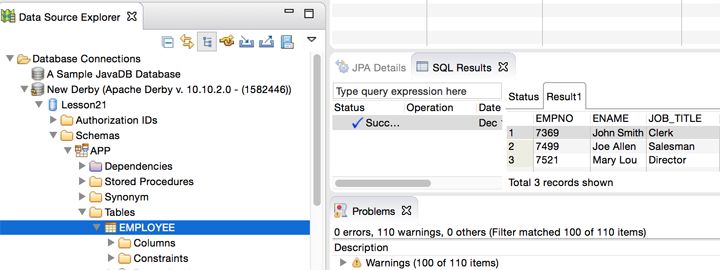 Data Source Explorer
Database Connections
A Sample JavaDB Database
New Derby (Apache Derby v. 10.10.2.0 - (1582446))
Lesson21
Authorization IDs
Schemas
APP
Dependencies
Stored Procedures
Synonym
Tables
EMPLOYEE
Columns
Constraints
JPA Details SQL Results
Type query expression here
Status Operation Date
Succ... Dec
Status Result1
EMPNO ENAME JOB_TITLE
1 7369 John Smith Clerk
2 7499 Joe Allen Salesman
3 7521 Mary Lou Director
Total 3 records shown
Problems
0 errors, 110 warnings, 0 others (Filter matched 100 of 110 items)
Description
Warnings (100 of 110 items)